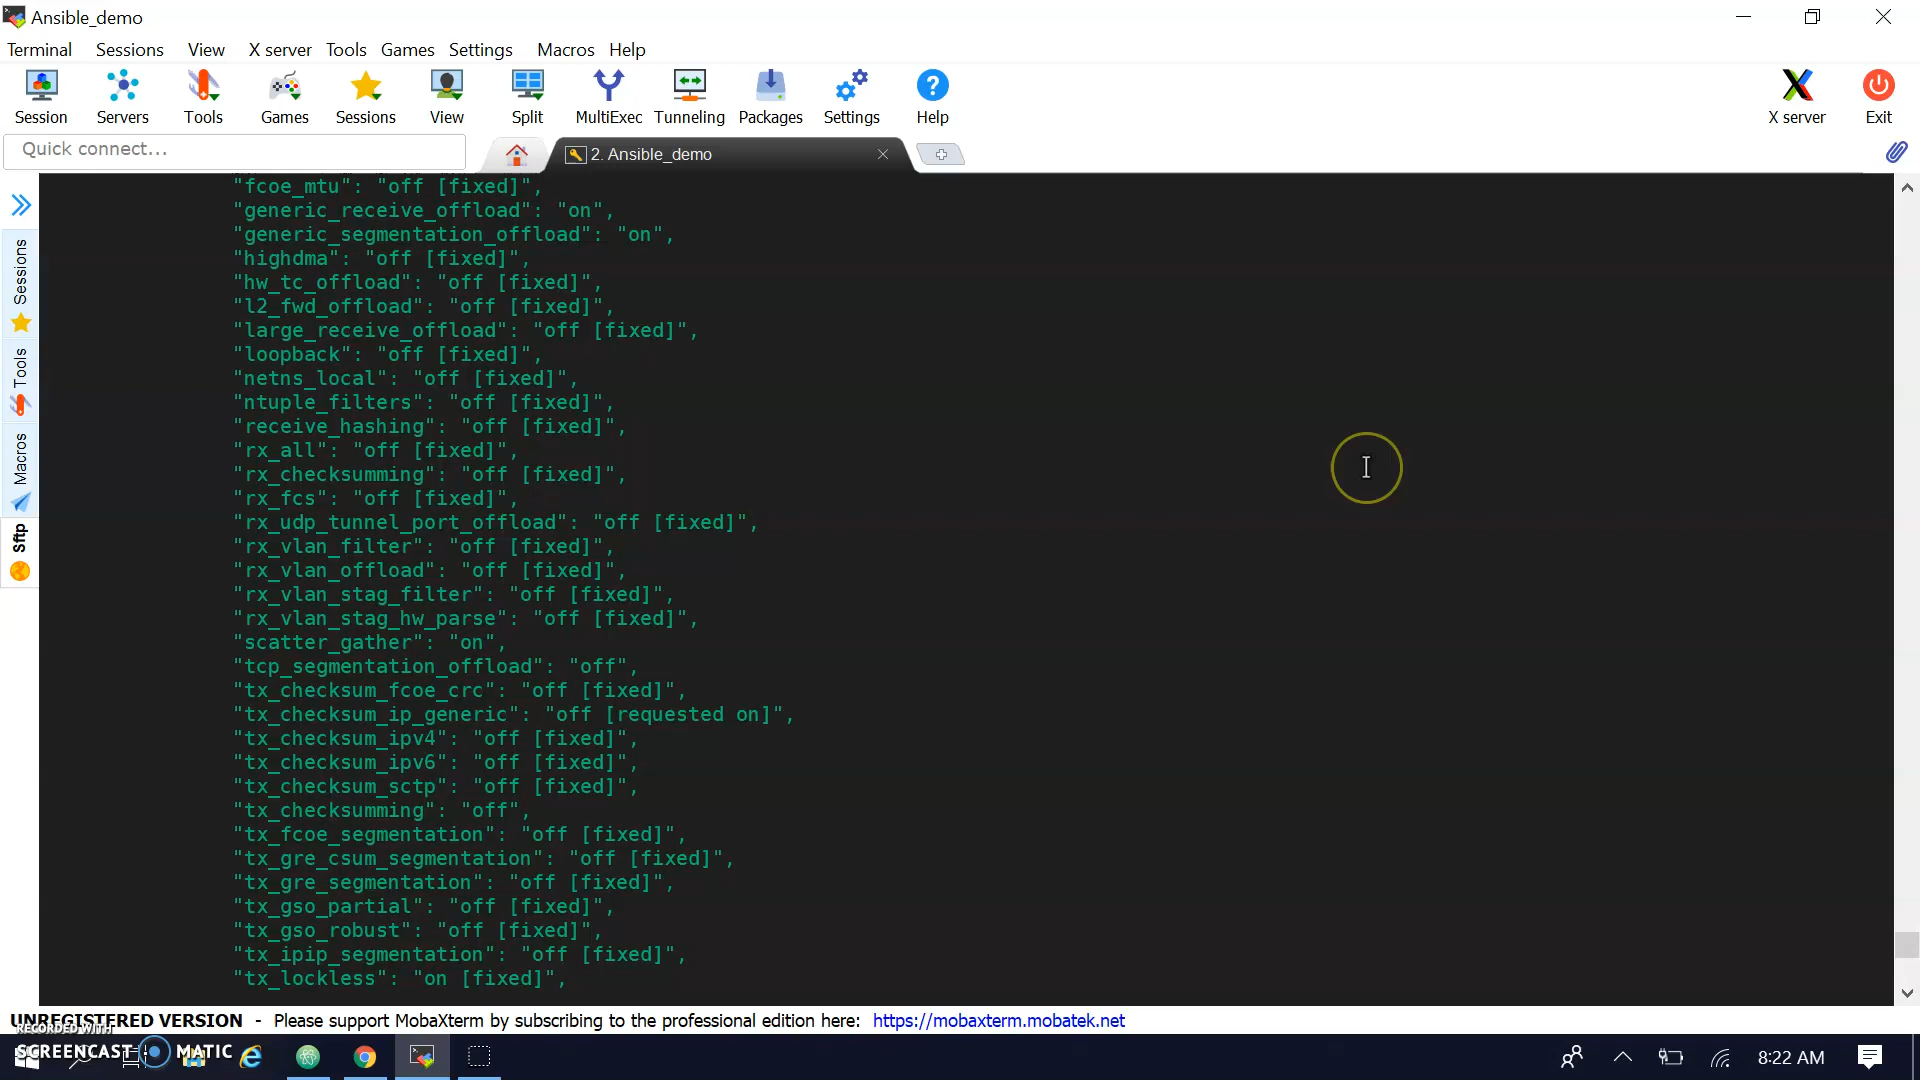 Ansible_demo
Terminal Sessions View X server Tools Games Settings Macros Help
Session Servers Tools Games Sessions View Split MultiExec Tunneling Packages Settings Help X server Exit
Quick connect...
2. Ansible_demo
Sessions
Tools
Macros
Sftp
"fcoe_mtu": "off [fixed]",
"generic_receive_offload": "on",
"generic_segmentation_offload": "on",
"highdma": "off [fixed]",
"hw_tc_offload": "off [fixed]",
"l2_fwd_offload": "off [fixed]",
"large_receive_offload": "off [fixed]",
"loopback": "off [fixed]",
"netns_local": "off [fixed]",
"ntuple_filters": "off [fixed]",
"receive_hashing": "off [fixed]",
"rx_all": "off [fixed]",
"rx_checksumming": "off [fixed]",
"rx_fcs": "off [fixed]",
"rx_udp_tunnel_port_offload": "off [fixed]",
"rx_vlan_filter": "off [fixed]",
"rx_vlan_offload": "off [fixed]",
"rx_vlan_stag_filter": "off [fixed]",
"rx_vlan_stag_hw_parse": "off [fixed]",
"scatter_gather": "on",
"tcp_segmentation_offload": "off",
"tx_checksum_fcoe_crc": "off [fixed]",
"tx_checksum_ip_generic": "off [requested on]",
"tx_checksum_ipv4": "off [fixed]",
"tx_checksum_ipv6": "off [fixed]",
"tx_checksum_sctp": "off [fixed]",
"tx_checksumming": "off",
"tx_fcoe_segmentation": "off [fixed]",
"tx_gre_csum_segmentation": "off [fixed]",
"tx_gre_segmentation": "off [fixed]",
"tx_gso_partial": "off [fixed]",
"tx_gso_robust": "off [fixed]",
"tx_ipip_segmentation": "off [fixed]",
"tx_lockless": "on [fixed]",
UNREGISTERED VERSION - Please support MobaXterm by subscribing to the professional edition here: https://mobaxterm.mobatek.net
RECORDED WITH
SCREENCAST MATIC
8:22 AM